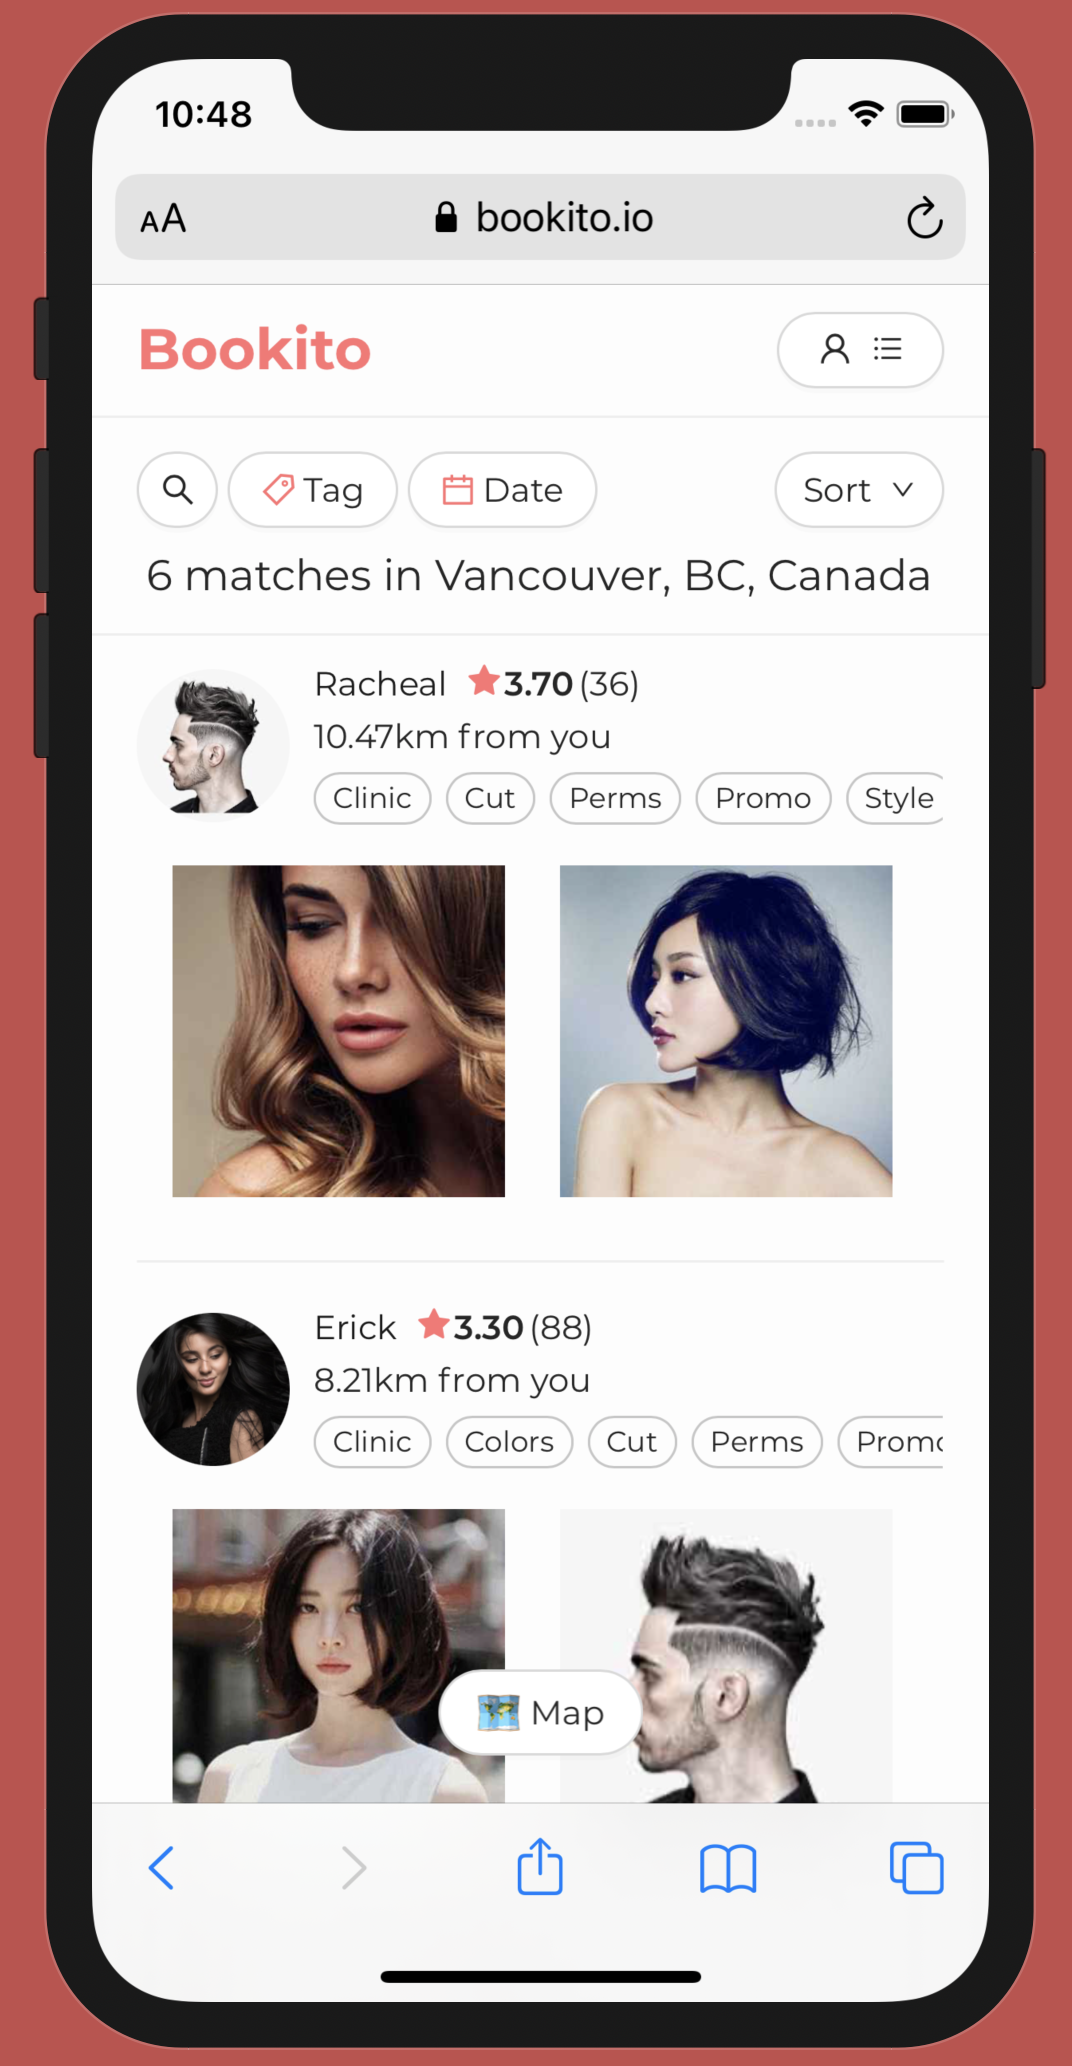 10:48
AA bookito.io
Bookito
Tag Date Sort
6 matches in Vancouver, BC, Canada
Racheal 3.70 (36)
10.47km from you
Clinic Cut Perms Promo Style
Erick 3.30 (88)
8.21km from you
Clinic Colors Cut Perms Promo
Map